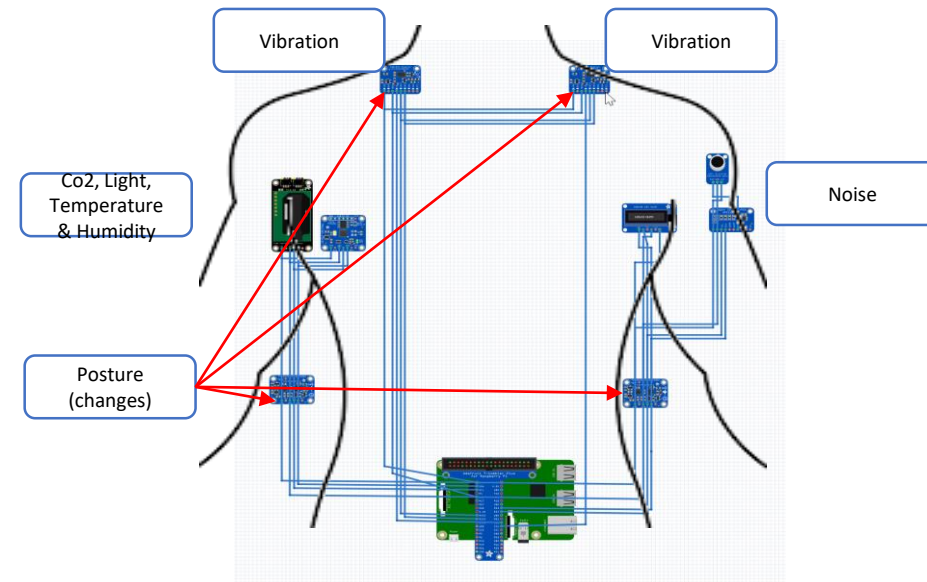 Vibration
Vibration
Co2, Light,
Temperature
& Humidity
Noise
Posture
(changes)